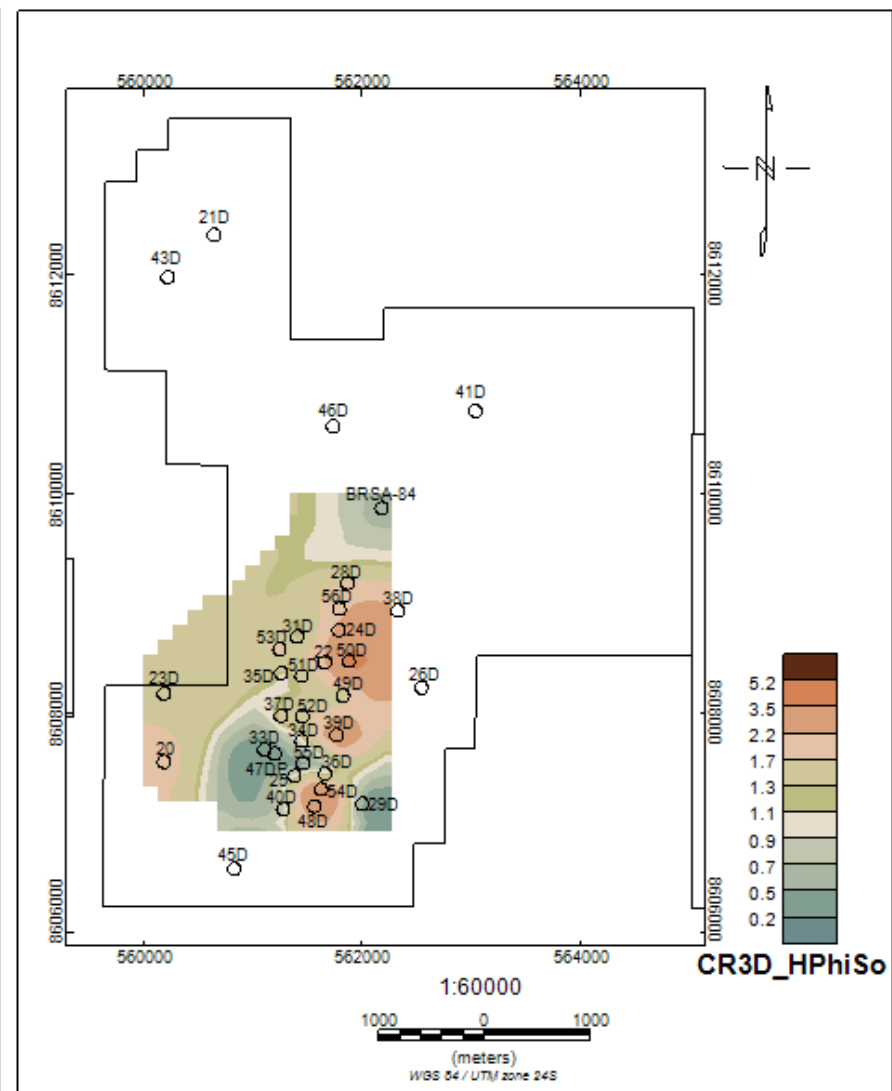 560000 562000 564000
N
21D
43D
8612000 8612000
41D
46D
BRSA-84
8610000 8610000
28D
56D 38D
31D 24D
53D 22 50D
35D 51D
23D 49D 26D
8608000 8608000
37D 52D
34D 39D
20 33D
55D
47DP 36D
25
54D
40D 29D
48D
45D
8606000 8606000
560000 562000 564000
5.2
3.5
2.2
1.7
1.3
1.1
0.9
0.7
0.5
0.2
CR3D_HPhiSo
1:60000
1000 0 1000
(meters)
WGS 84 / UTM zone 24S